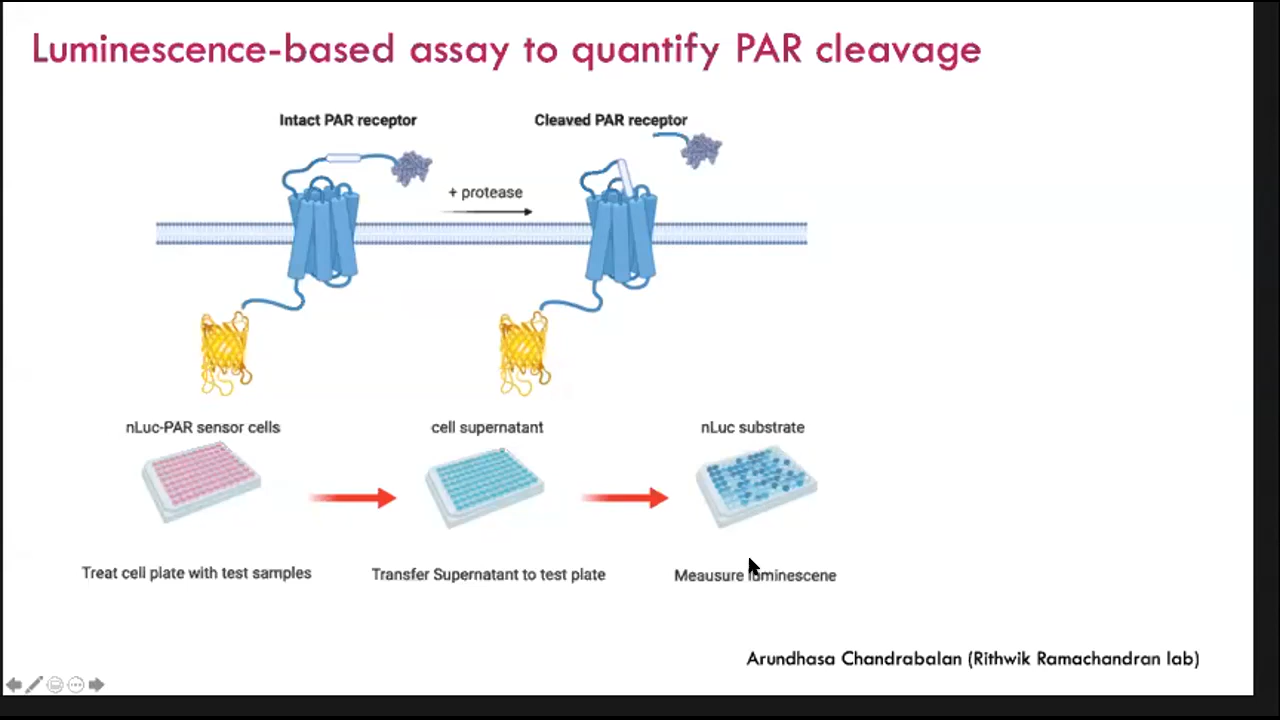 Luminescence-based assay to quantify PAR cleavage
Intact PAR receptor
Cleaved PAR receptor
+ protease
nLuc-PAR sensor cells
cell supernatant
nLuc substrate
Treat cell plate with test samples
Transfer Supernatant to test plate
Meausure luminescene
Arundhasa Chandrabalan (Rithwik Ramachandran lab)